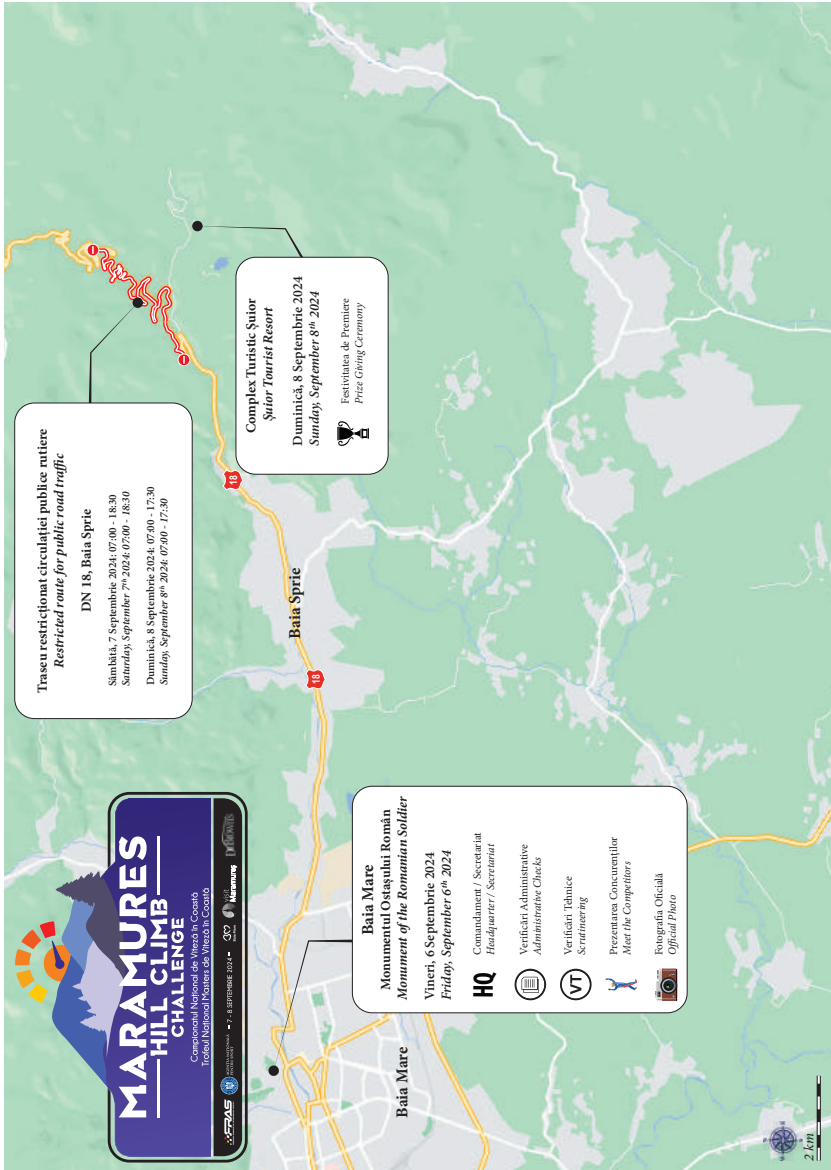 MARAMURES
HILL CLIMB
CHALLENGE
Campionatul Național de Viteză în Coastă
Trofeul Național Masters de Viteză în Coastă
FRAS
AGENȚIA NAȚIONALĂ
PENTRU SPORT
7 - 8 SEPTEMBRIE 2024
visit
Maramureș
Traseu restricționat circulației publice rutiere
Restricted route for public road traffic
DN 18, Baia Sprie
Sâmbătă, 7 Septembrie 2024: 07:00 - 18:30
Saturday, September 7th 2024: 07:00 - 18:30
Duminică, 8 Septembrie 2024: 07:00 - 17:30
Sunday, September 8th 2024: 07:00 - 17:30
Complex Turistic Șuior
Șuior Tourist Resort
Duminică, 8 Septembrie 2024
Sunday, September 8th 2024
Festivitatea de Premiere
Prize Giving Ceremony
18
Baia Sprie
18
Baia Mare
Monumentul Ostașului Român
Monument of the Romanian Soldier
Vineri, 6 Septembrie 2024
Friday, September 6th 2024
HQ
Comandament / Secretariat
Headquarter / Secretariat
Verificări Administrative
Administrative Checks
VT
Verificări Tehnice
Scrutineering
Prezentarea Concurenților
Meet the Competitors
Fotografia Oficială
Official Photo
Baia Mare
2 km